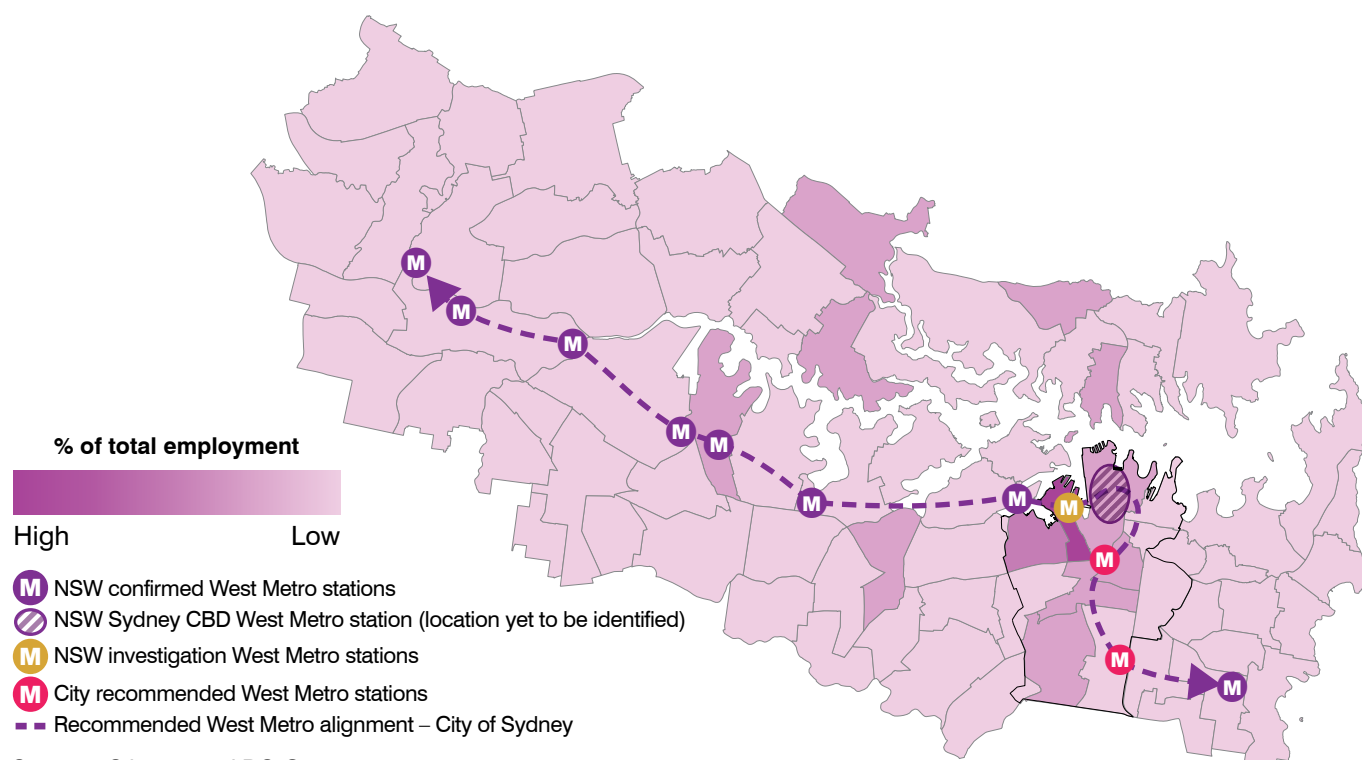 M
M
M
M
M
M
M
M
M
M
M
% of total employment
High Low
M NSW confirmed West Metro stations
NSW Sydney CBD West Metro station (location yet to be identified)
M NSW investigation West Metro stations
M City recommended West Metro stations
Recommended West Metro alignment – City of Sydney